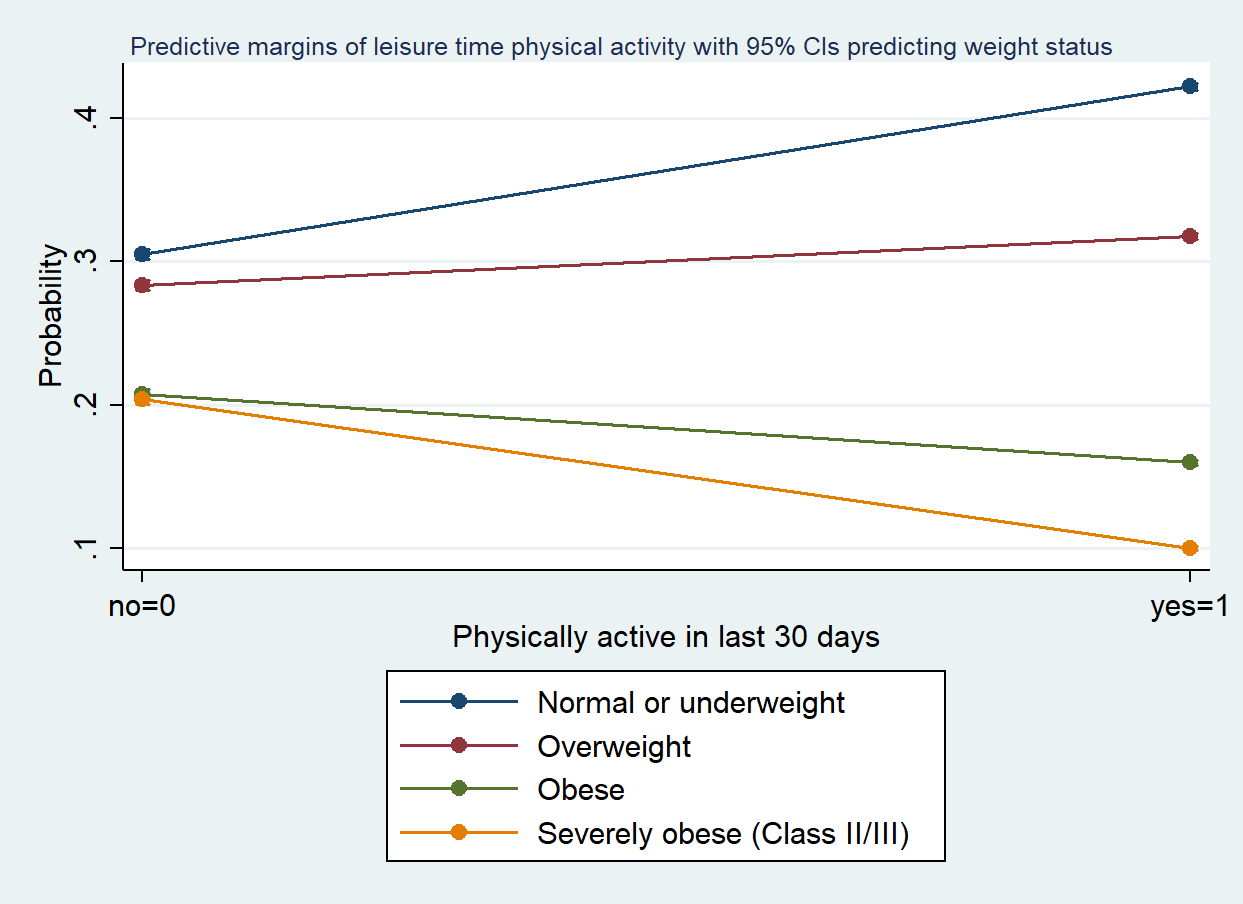 Predictive margins of leisure time physical activity with 95% CIs predicting weight status
Probability
.4
.3
.2
.1
no=0
yes=1
Physically active in last 30 days
Normal or underweight
Overweight
Obese
Severely obese (Class II/III)